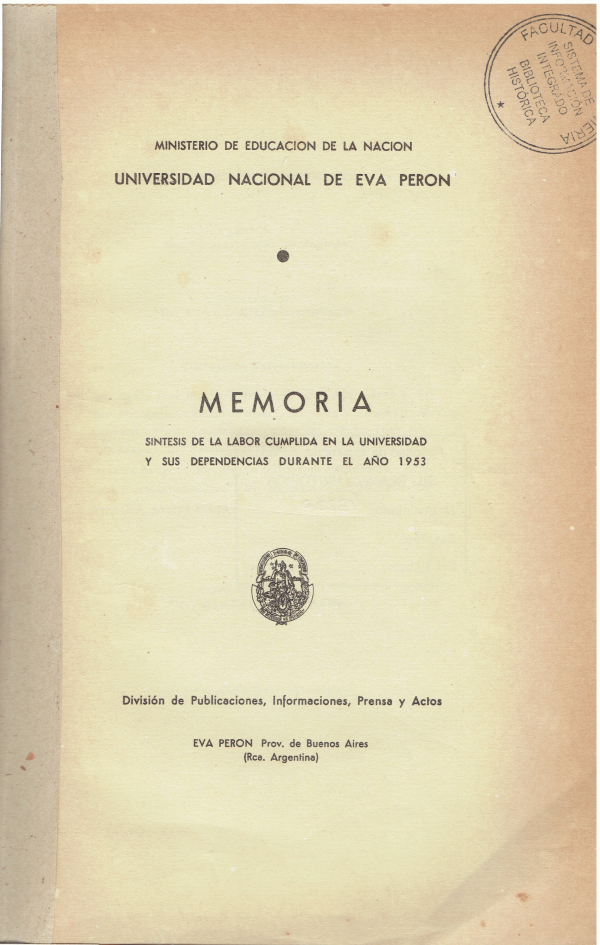 FACULTAD
SISTEMA DE
INFORMACIÓN
INTEGRADO
BIBLIOTECA
HISTÓRICA
MINISTERIO DE EDUCACION DE LA NACION
UNIVERSIDAD NACIONAL DE EVA PERON
MEMORIA
SINTESIS DE LA LABOR CUMPLIDA EN LA UNIVERSIDAD
Y SUS DEPENDENCIAS DURANTE EL AÑO 1953
División de Publicaciones, Informaciones, Prensa y Actos
EVA PERON Prov. de Buenos Aires
(Rca. Argentina)